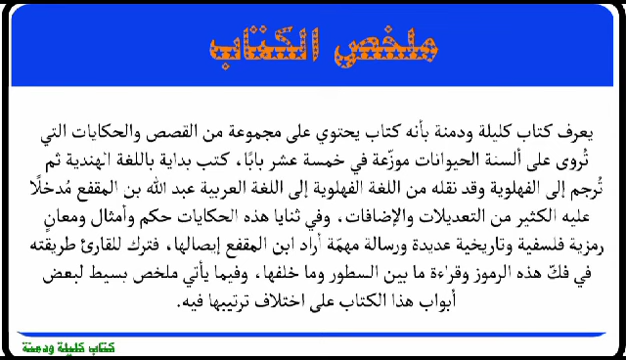 ملخص الكتاب
يعرف كتاب كليلة ودمنة بأنه كتاب يحتوي على مجموعة من القصص والحكايات التي
تُروى على ألسنة الحيوانات موزّعة في خمسة عشر بابًا، كتب بداية باللغة الهندية ثم
تُرجم إلى الفهلوية وقد نقله من اللغة الفهلوية إلى اللغة العربية عبد الله بن المقفع مُدخلًا
عليه الكثير من التعديلات والإضافات، وفي ثنايا هذه الحكايات حكم وأمثال ومعانٍ
رمزية فلسفية وتاريخية عديدة ورسالة مهمّة أراد ابن المقفع إيصالها، فترك للقارئ طريقته
في فكّ هذه الرموز وقراءة ما بين السطور وما خلفها، وفيما يأتي ملخص بسيط لبعض
أبواب هذا الكتاب على اختلاف ترتيبها فيه.
كتاب كليلة ودمنة